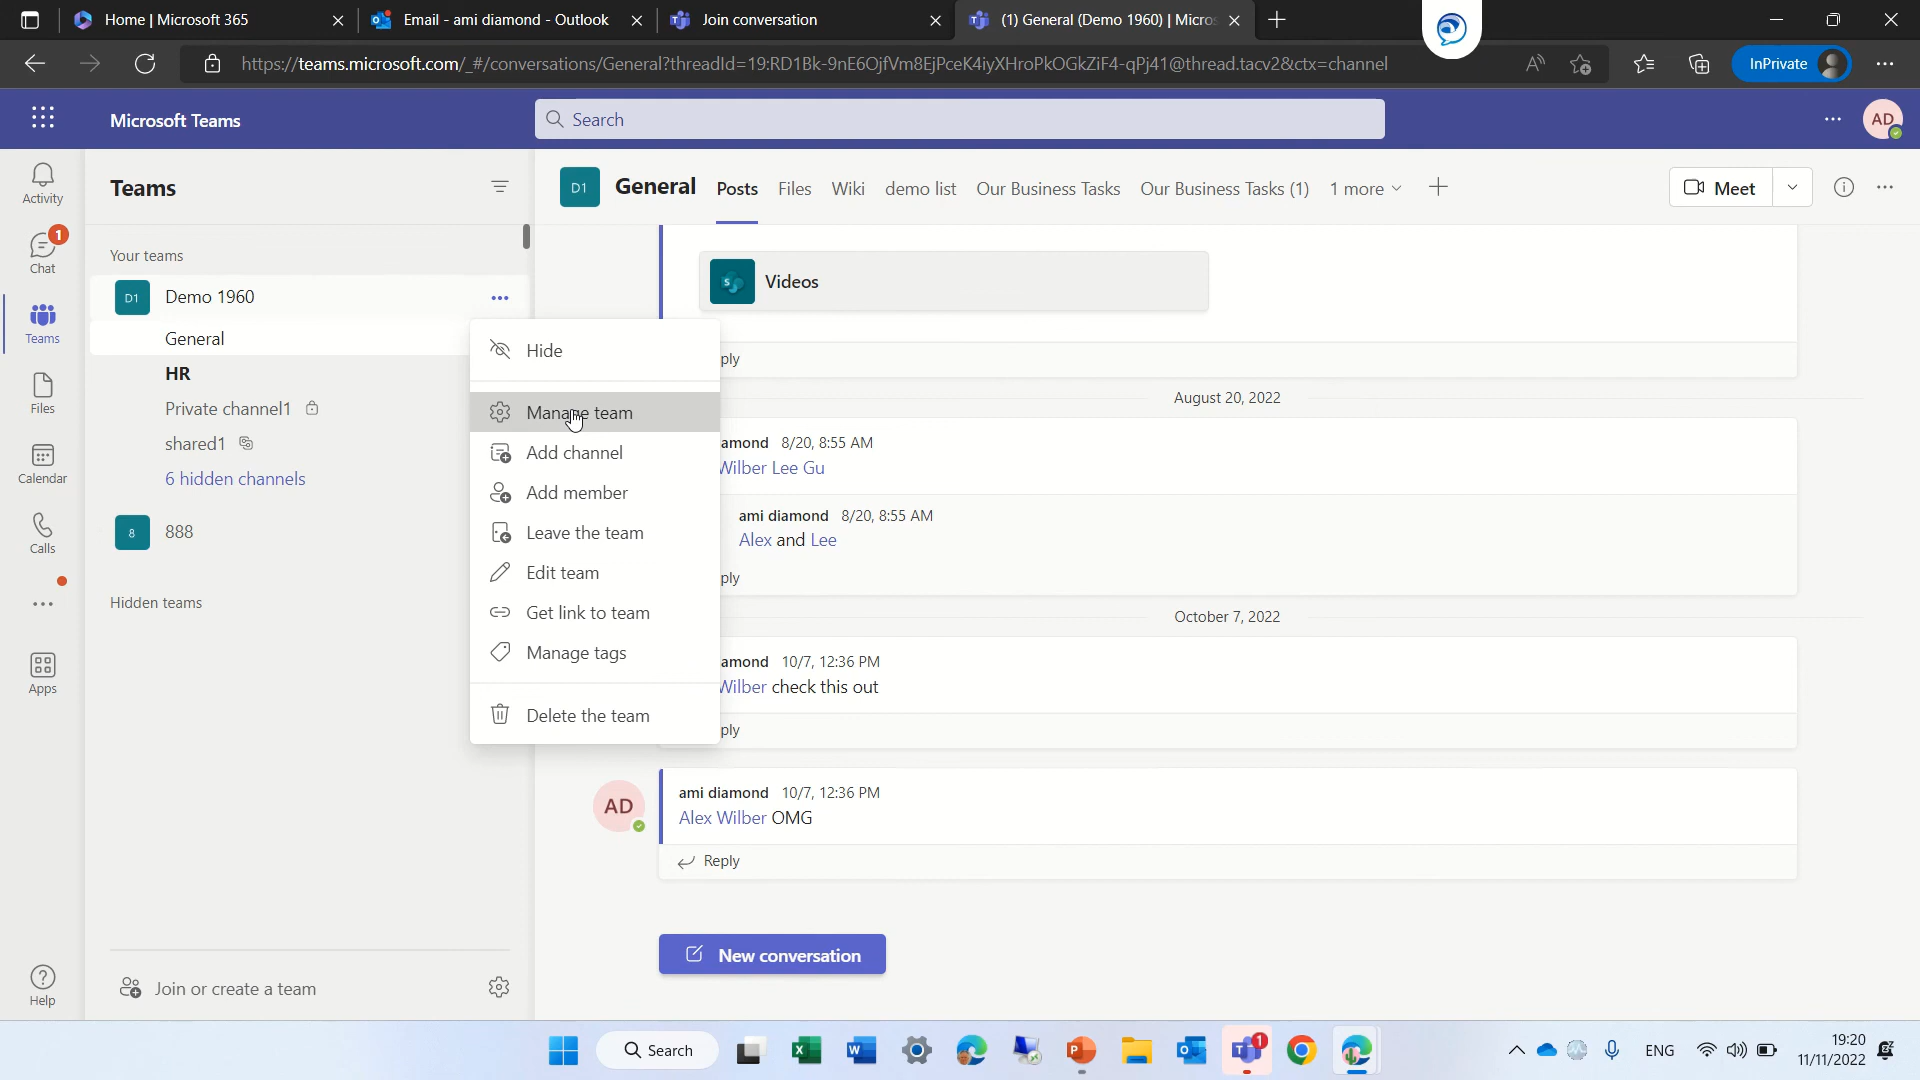 Home | Microsoft 365
Email - ami diamond - Outlook
Join conversation
(1) General (Demo 1960) | Micros
https://teams.microsoft.com/_#/conversations/General?threadId=19:RD1Bk-9nE6OjfVm8EjPceK4iyXHroPkOGkZiF4-qPj41@thread.tacv2&ctx=channel
InPrivate
Microsoft Teams
Search
AD
Activity
Chat
1
Teams
Files
Calendar
Calls
Apps
Help
Teams
Your teams
D1 Demo 1960
General
HR
Private channel1
shared1
6 hidden channels
8 888
Hidden teams
Join or create a team
Hide
Manage team
Add channel
Add member
Leave the team
Edit team
Get link to team
Manage tags
Delete the team
D1 General Posts Files Wiki demo list Our Business Tasks Our Business Tasks (1) 1 more
Meet
S Videos
ply
August 20, 2022
amond 8/20, 8:55 AM
Wilber Lee Gu
ami diamond 8/20, 8:55 AM
Alex and Lee
ply
October 7, 2022
amond 10/7, 12:36 PM
Wilber check this out
ply
AD
ami diamond 10/7, 12:36 PM
Alex Wilber OMG
Reply
New conversation
Search
1
ENG
19:20
11/11/2022